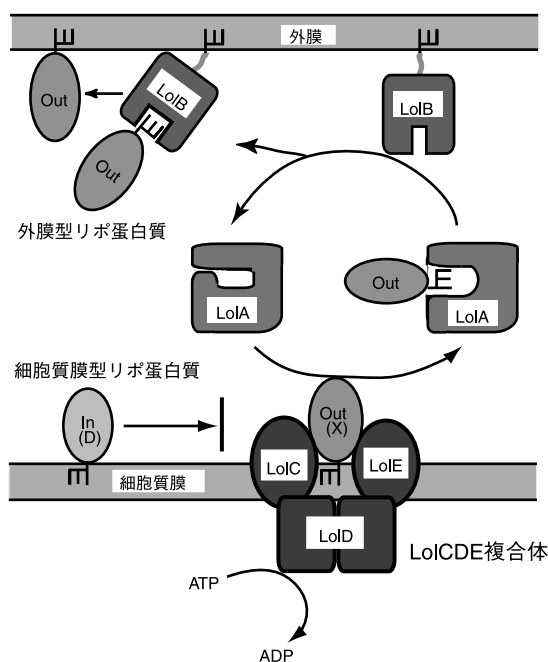 外膜
Out
LolB
LolB
Out
外膜型リポ蛋白質
LolA
Out
LolA
細胞質膜型リポ蛋白質
In
(D)
Out
(X)
LolC
LolE
細胞質膜
LolD
LolCDE複合体
ATP
ADP